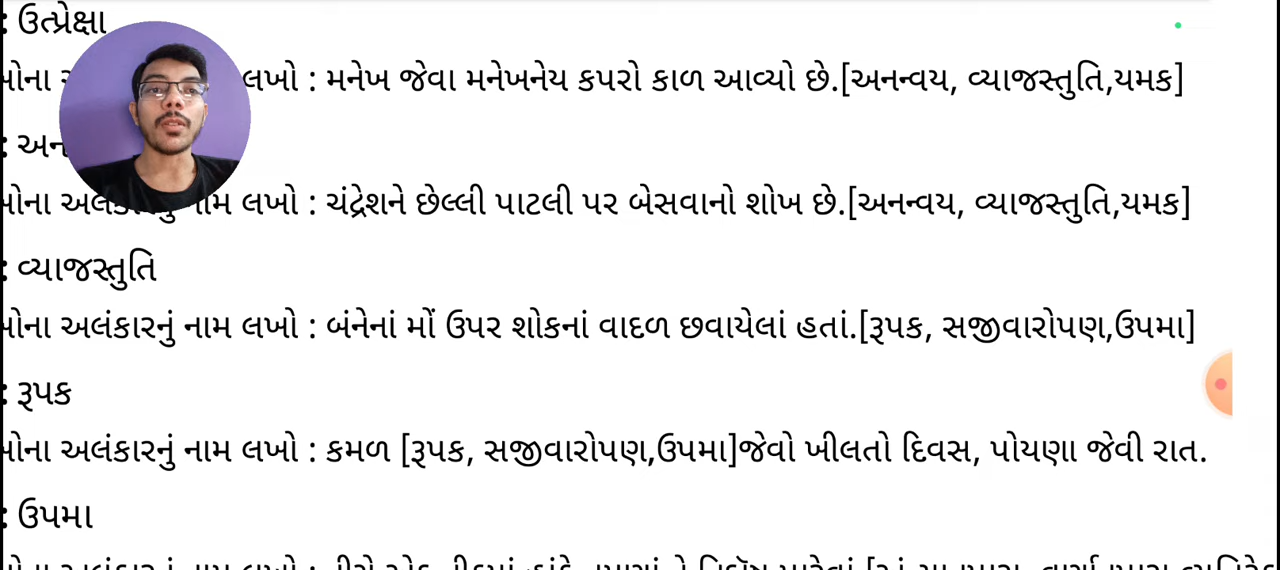 : ઉત્પ્રેક્ષા
લખો : મનેખ જેવા મનેખનેય કપરો કાળ આવ્યો છે.[અનન્વય, વ્યાજસ્તુતિ,યમક]
:
નામ લખો : ચંદ્રેશને છેલ્લી પાટલી પર બેસવાનો શોખ છે.[અનન્વય, વ્યાજસ્તુતિ,યમક]
: વ્યાજસ્તુતિ
અલંકારનું નામ લખો : બંનેનાં મોં ઉપર શોકનાં વાદળ છવાયેલાં હતાં.[રૂપક, સજીવારોપણ,ઉપમા]
: રૂપક
અલંકારનું નામ લખો : કમળ [રૂપક, સજીવારોપણ,ઉપમા]જેવો ખીલતો દિવસ, પોયણા જેવી રાત.
: ઉપમા